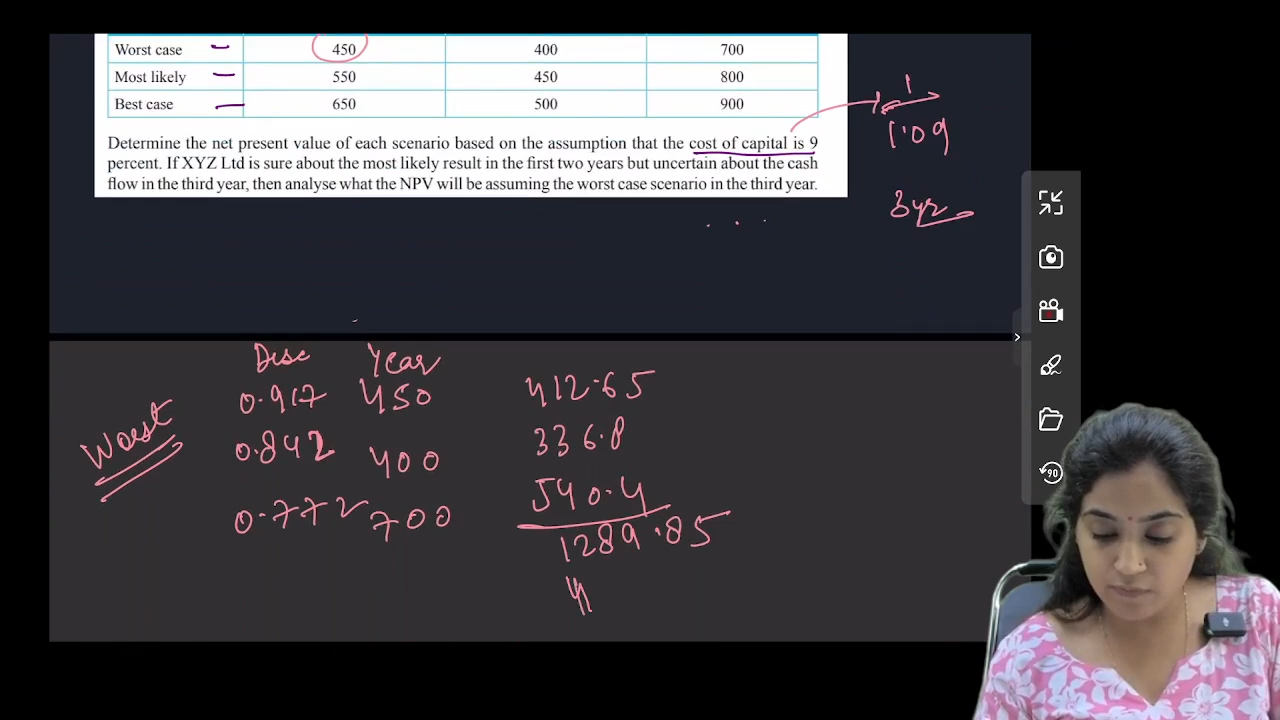 Worst case 450 400 700
Most likely 550 450 800
Best case 650 500 900
Determine the net present value of each scenario based on the assumption that the cost of capital is 9
percent. If XYZ Ltd is sure about the most likely result in the first two years but uncertain about the cash
flow in the third year, then analyse what the NPV will be assuming the worst case scenario in the third year.
1
1.09
3yr
Disc Year
Worst
0.917 450 412.65
0.842 400 336.8
0.772 700 540.4
1289.85
90